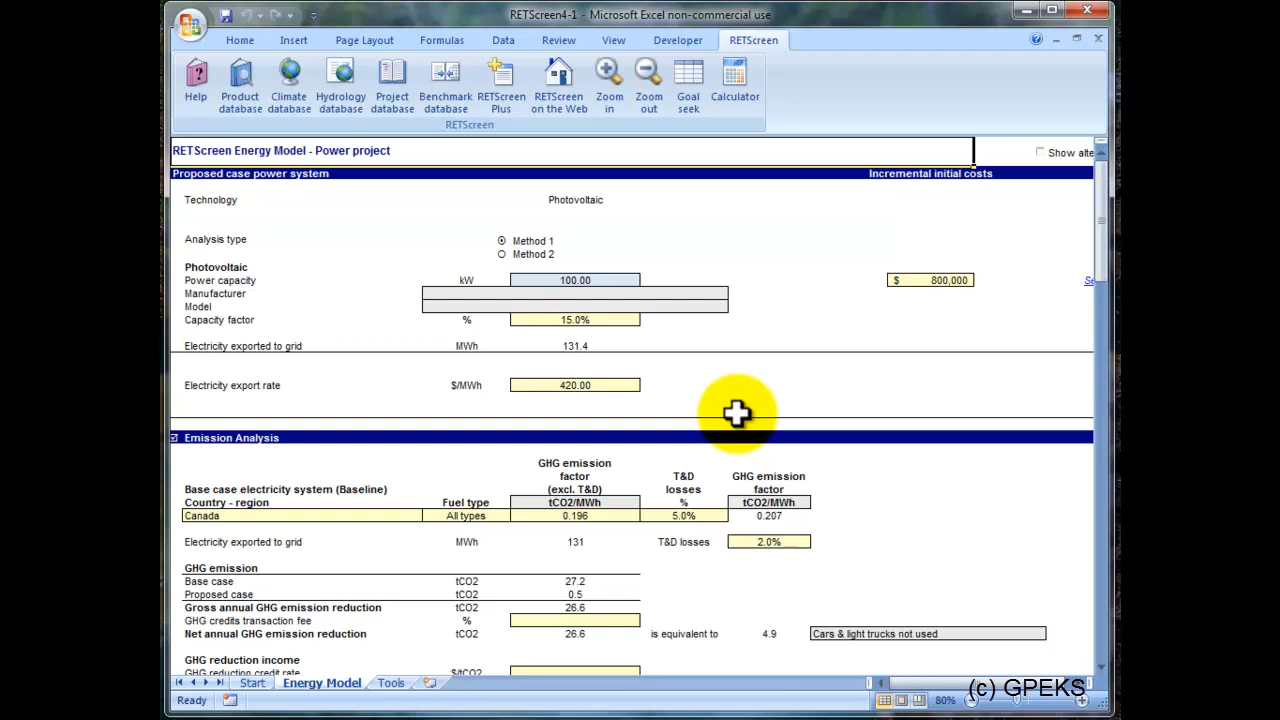 RETScreen4-1 - Microsoft Excel non-commercial use
Home Insert Page Layout Formulas Data Review View Developer RETScreen
Help Product database Climate database Hydrology database Project database Benchmark database RETScreen Plus RETScreen on the Web Zoom in Zoom out Goal seek Calculator
RETScreen
RETScreen Energy Model - Power project
Show alte
Proposed case power system Incremental initial costs
Technology Photovoltaic
Analysis type
Method 1
Method 2
Photovoltaic
Power capacity kW 100.00 $ 800,000 Se
Manufacturer
Model
Capacity factor % 15.0%
Electricity exported to grid MWh 131.4
Electricity export rate $/MWh 420.00
Emission Analysis
GHG emission factor (excl. T&D) T&D losses GHG emission factor
Base case electricity system (Baseline)
Country - region Fuel type tCO2/MWh % tCO2/MWh
Canada All types 0.196 5.0% 0.207
Electricity exported to grid MWh 131 T&D losses 2.0%
GHG emission
Base case tCO2 27.2
Proposed case tCO2 0.5
Gross annual GHG emission reduction tCO2 26.6
GHG credits transaction fee %
Net annual GHG emission reduction tCO2 26.6 is equivalent to 4.9 Cars & light trucks not used
GHG reduction income
GHG reduction credit rate $/tCO2
Start Energy Model Tools
(c) GPEKS
Ready 80%